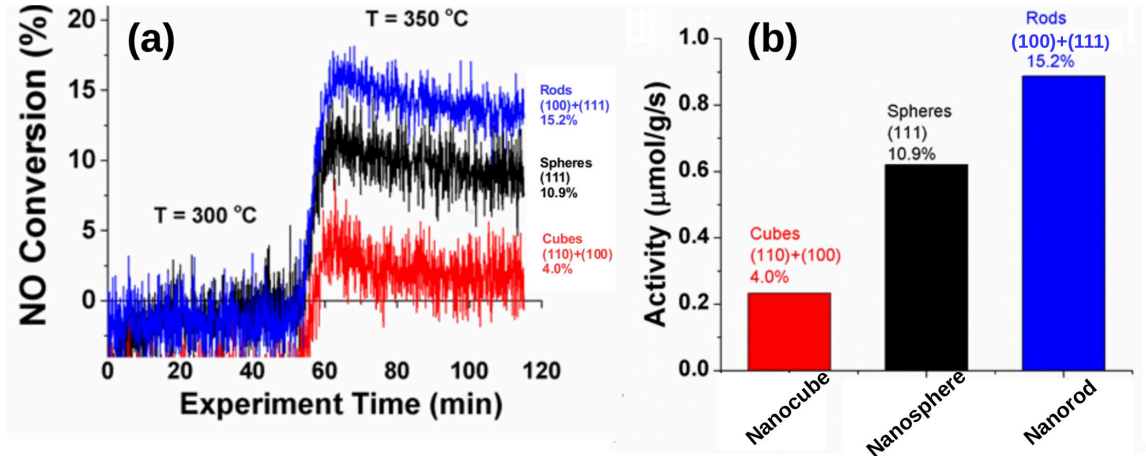 (a)
T = 350 °C
T = 300 °C
NO Conversion (%)
20
15
10
5
0
0 20 40 60 80 100 120
Experiment Time (min)
Rods
(100)+(111)
15.2%
Spheres
(111)
10.9%
Cubes
(110)+(100)
4.0%
(b)
Activity (μmol/g/s)
1.0
0.8
0.6
0.4
0.2
0.0
Cubes
(110)+(100)
4.0%
Spheres
(111)
10.9%
Rods
(100)+(111)
15.2%
Nanocube
Nanosphere
Nanorod